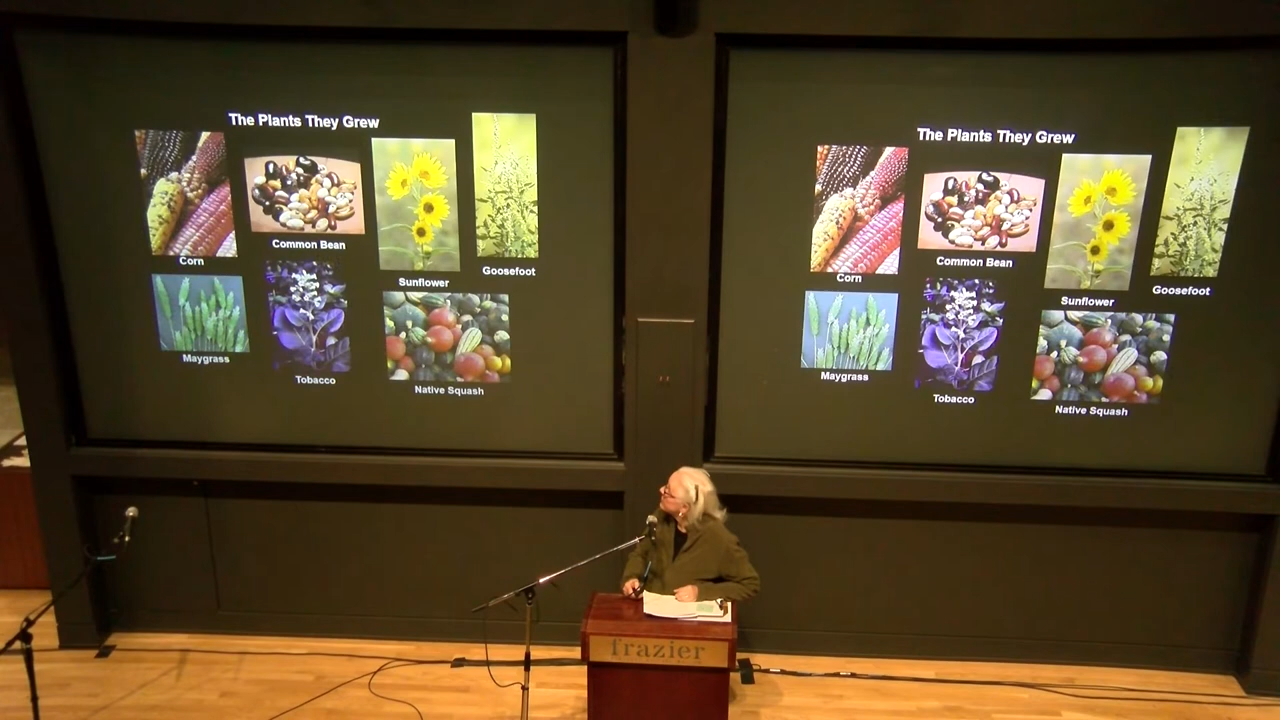 The Plants They Grew
Corn
Common Bean
Sunflower
Goosefoot
Maygrass
Tobacco
Native Squash
The Plants They Grew
Corn
Common Bean
Sunflower
Goosefoot
Maygrass
Tobacco
Native Squash
frazier